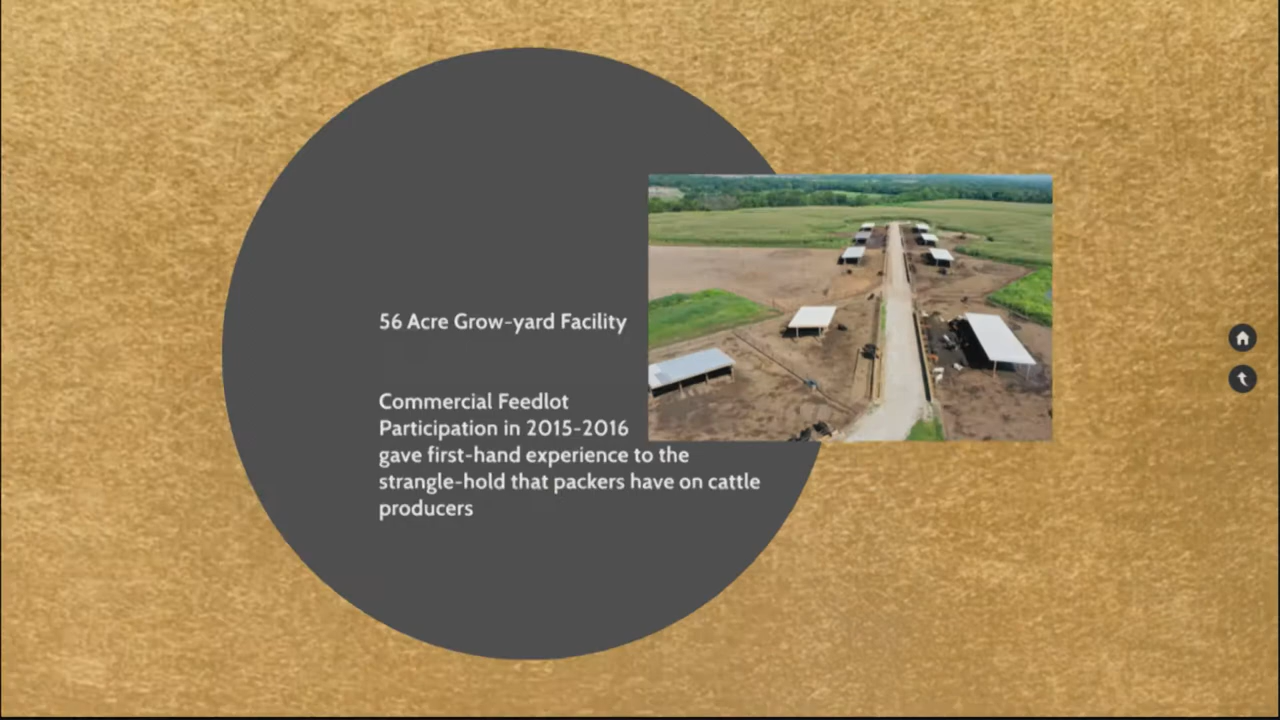 56 Acre Grow-yard Facility
Commercial Feedlot
Participation in 2015-2016
gave first-hand experience to the
strangle-hold that packers have on cattle
producers